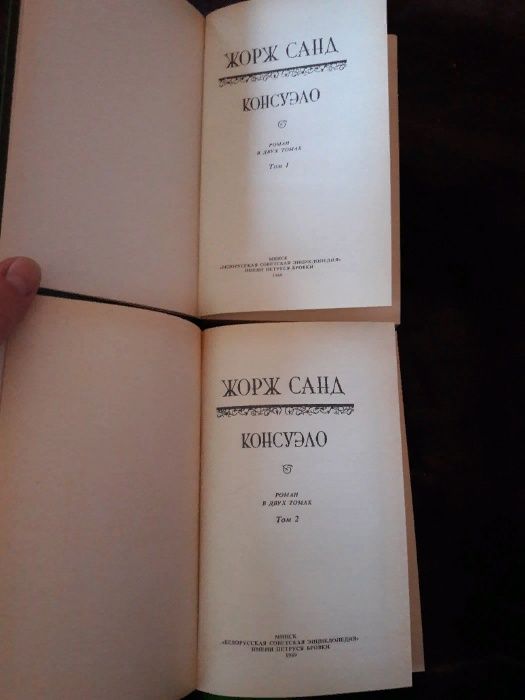 ЖОРЖ САНД
КОНСУЭЛО
РОМАН
В ДВУХ ТОМАХ
Том 1
МИНСК
«БЕЛОРУССКАЯ СОВЕТСКАЯ ЭНЦИКЛОПЕДИЯ»
ИМЕНИ ПЕТРУСЯ БРОВКИ
ЖОРЖ САНД
КОНСУЭЛО
РОМАН
В ДВУХ ТОМАХ
Том 2
МИНСК
«БЕЛОРУССКАЯ СОВЕТСКАЯ ЭНЦИКЛОПЕДИЯ»
ИМЕНИ ПЕТРУСЯ БРОВКИ
1989